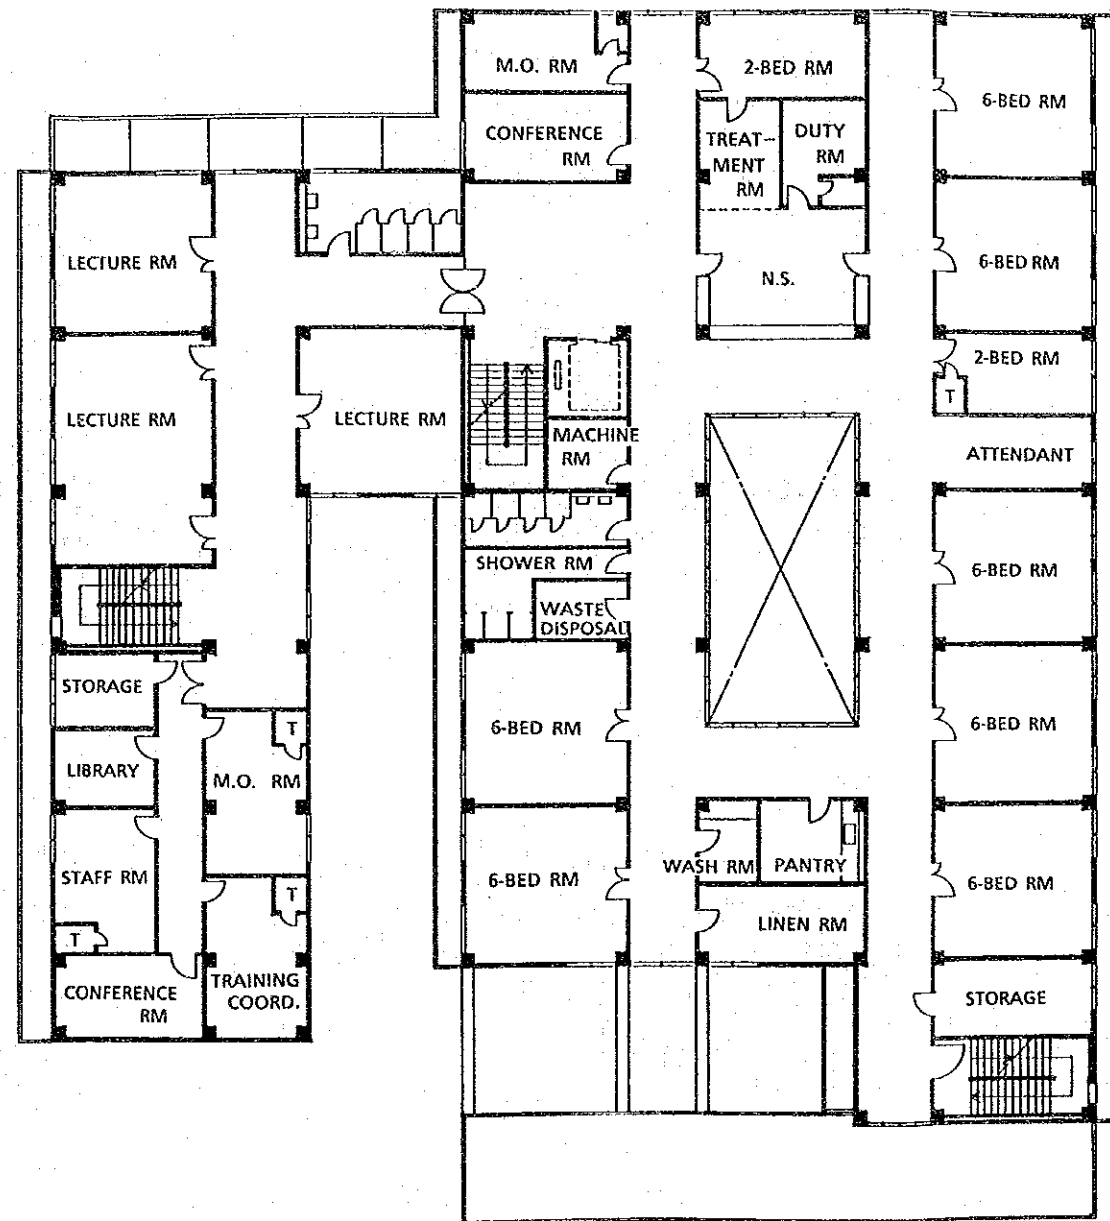 M.O. RM
2-BED RM
6-BED RM
CONFERENCE
RM
TREAT-
MENT
RM
DUTY
RM
LECTURE RM
N.S.
6-BED RM
2-BED RM
T
LECTURE RM
LECTURE RM
MACHINE
RM
ATTENDANT
SHOWER RM
6-BED RM
WASTE
DISPOSAL
STORAGE
T
6-BED RM
6-BED RM
LIBRARY
M.O. RM
WASH RM
PANTRY
STAFF RM
T
6-BED RM
6-BED RM
LINEN RM
T
CONFERENCE
RM
TRAINING
COORD.
STORAGE